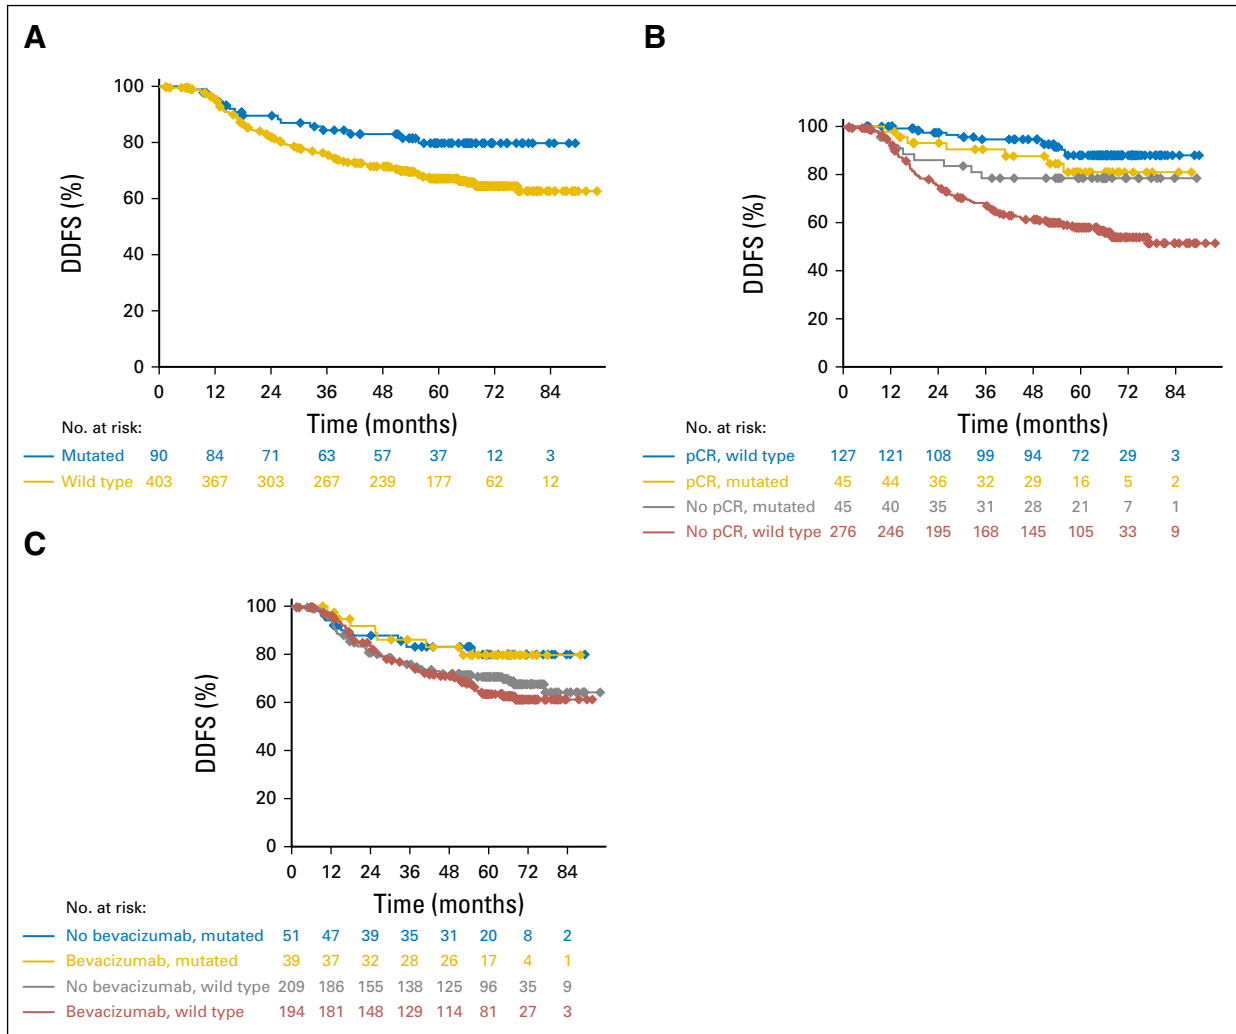 A
100
80
60
40
20
0
DDFS (%)
0 12 24 36 48 60 72 84
Time (months)
No. at risk:
Mutated 90 84 71 63 57 37 12 3
Wild type 403 367 303 267 239 177 62 12
B
100
80
60
40
20
0
DDFS (%)
0 12 24 36 48 60 72 84
Time (months)
No. at risk:
pCR, wild type 127 121 108 99 94 72 29 3
pCR, mutated 45 44 36 32 29 16 5 2
No pCR, mutated 45 40 35 31 28 21 7 1
No pCR, wild type 276 246 195 168 145 105 33 9
C
100
80
60
40
20
0
DDFS (%)
0 12 24 36 48 60 72 84
Time (months)
No. at risk:
No bevacizumab, mutated 51 47 39 35 31 20 8 2
Bevacizumab, mutated 39 37 32 28 26 17 4 1
No bevacizumab, wild type 209 186 155 138 125 96 35 9
Bevacizumab, wild type 194 181 148 129 114 81 27 3